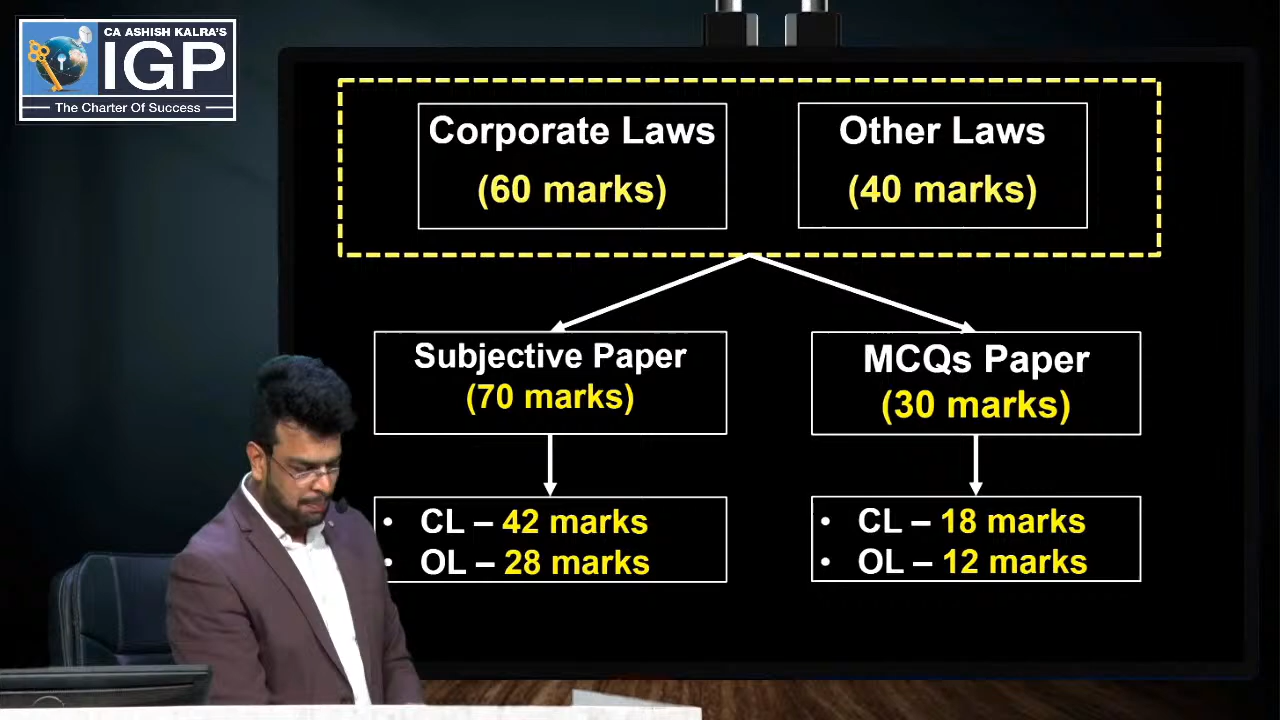 CA ASHISH KALRA'S
IGP
The Charter Of Success
Corporate Laws
(60 marks)
Other Laws
(40 marks)
Subjective Paper
(70 marks)
MCQs Paper
(30 marks)
• CL – 42 marks
• OL – 28 marks
• CL – 18 marks
• OL – 12 marks